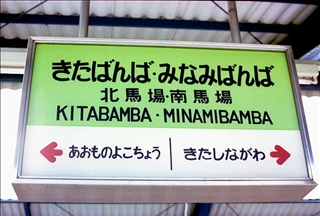 きたばんば・みなみばんば
北馬場・南馬場
KITABAMBA・MINAMIBAMBA
あおものよこちょう | きたしながわ